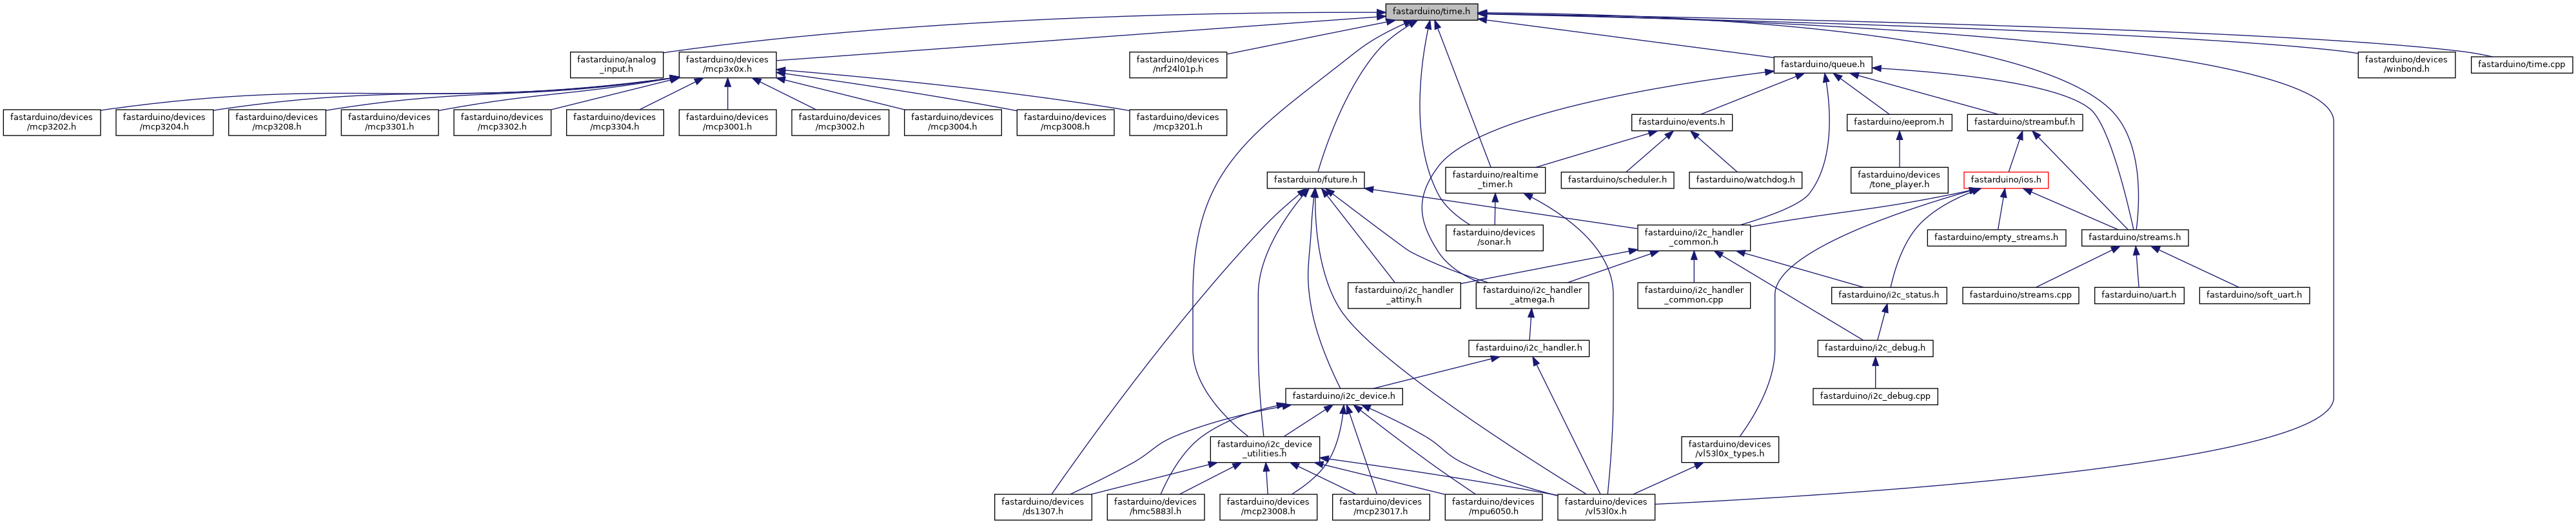 fastarduino/time.h
fastarduino/analog
_input.h
fastarduino/devices
/mcp3x0x.h
fastarduino/devices
/nrf24l01p.h
fastarduino/queue.h
fastarduino/devices
/winbond.h
fastarduino/time.cpp
fastarduino/devices
/mcp3202.h
fastarduino/devices
/mcp3204.h
fastarduino/devices
/mcp3208.h
fastarduino/devices
/mcp3301.h
fastarduino/devices
/mcp3302.h
fastarduino/devices
/mcp3304.h
fastarduino/devices
/mcp3001.h
fastarduino/devices
/mcp3002.h
fastarduino/devices
/mcp3004.h
fastarduino/devices
/mcp3008.h
fastarduino/devices
/mcp3201.h
fastarduino/events.h
fastarduino/eeprom.h
fastarduino/streambuf.h
fastarduino/future.h
fastarduino/realtime
_timer.h
fastarduino/scheduler.h
fastarduino/watchdog.h
fastarduino/devices
/tone_player.h
fastarduino/ios.h
fastarduino/devices
/sonar.h
fastarduino/i2c_handler
_common.h
fastarduino/empty_streams.h
fastarduino/streams.h
fastarduino/i2c_handler
_attiny.h
fastarduino/i2c_handler
_atmega.h
fastarduino/i2c_handler
_common.cpp
fastarduino/i2c_status.h
fastarduino/streams.cpp
fastarduino/uart.h
fastarduino/soft_uart.h
fastarduino/i2c_handler.h
fastarduino/i2c_debug.h
fastarduino/i2c_device.h
fastarduino/i2c_debug.cpp
fastarduino/i2c_device
_utilities.h
fastarduino/devices
/vl53l0x_types.h
fastarduino/devices
/ds1307.h
fastarduino/devices
/hmc5883l.h
fastarduino/devices
/mcp23008.h
fastarduino/devices
/mcp23017.h
fastarduino/devices
/mpu6050.h
fastarduino/devices
/vl53l0x.h